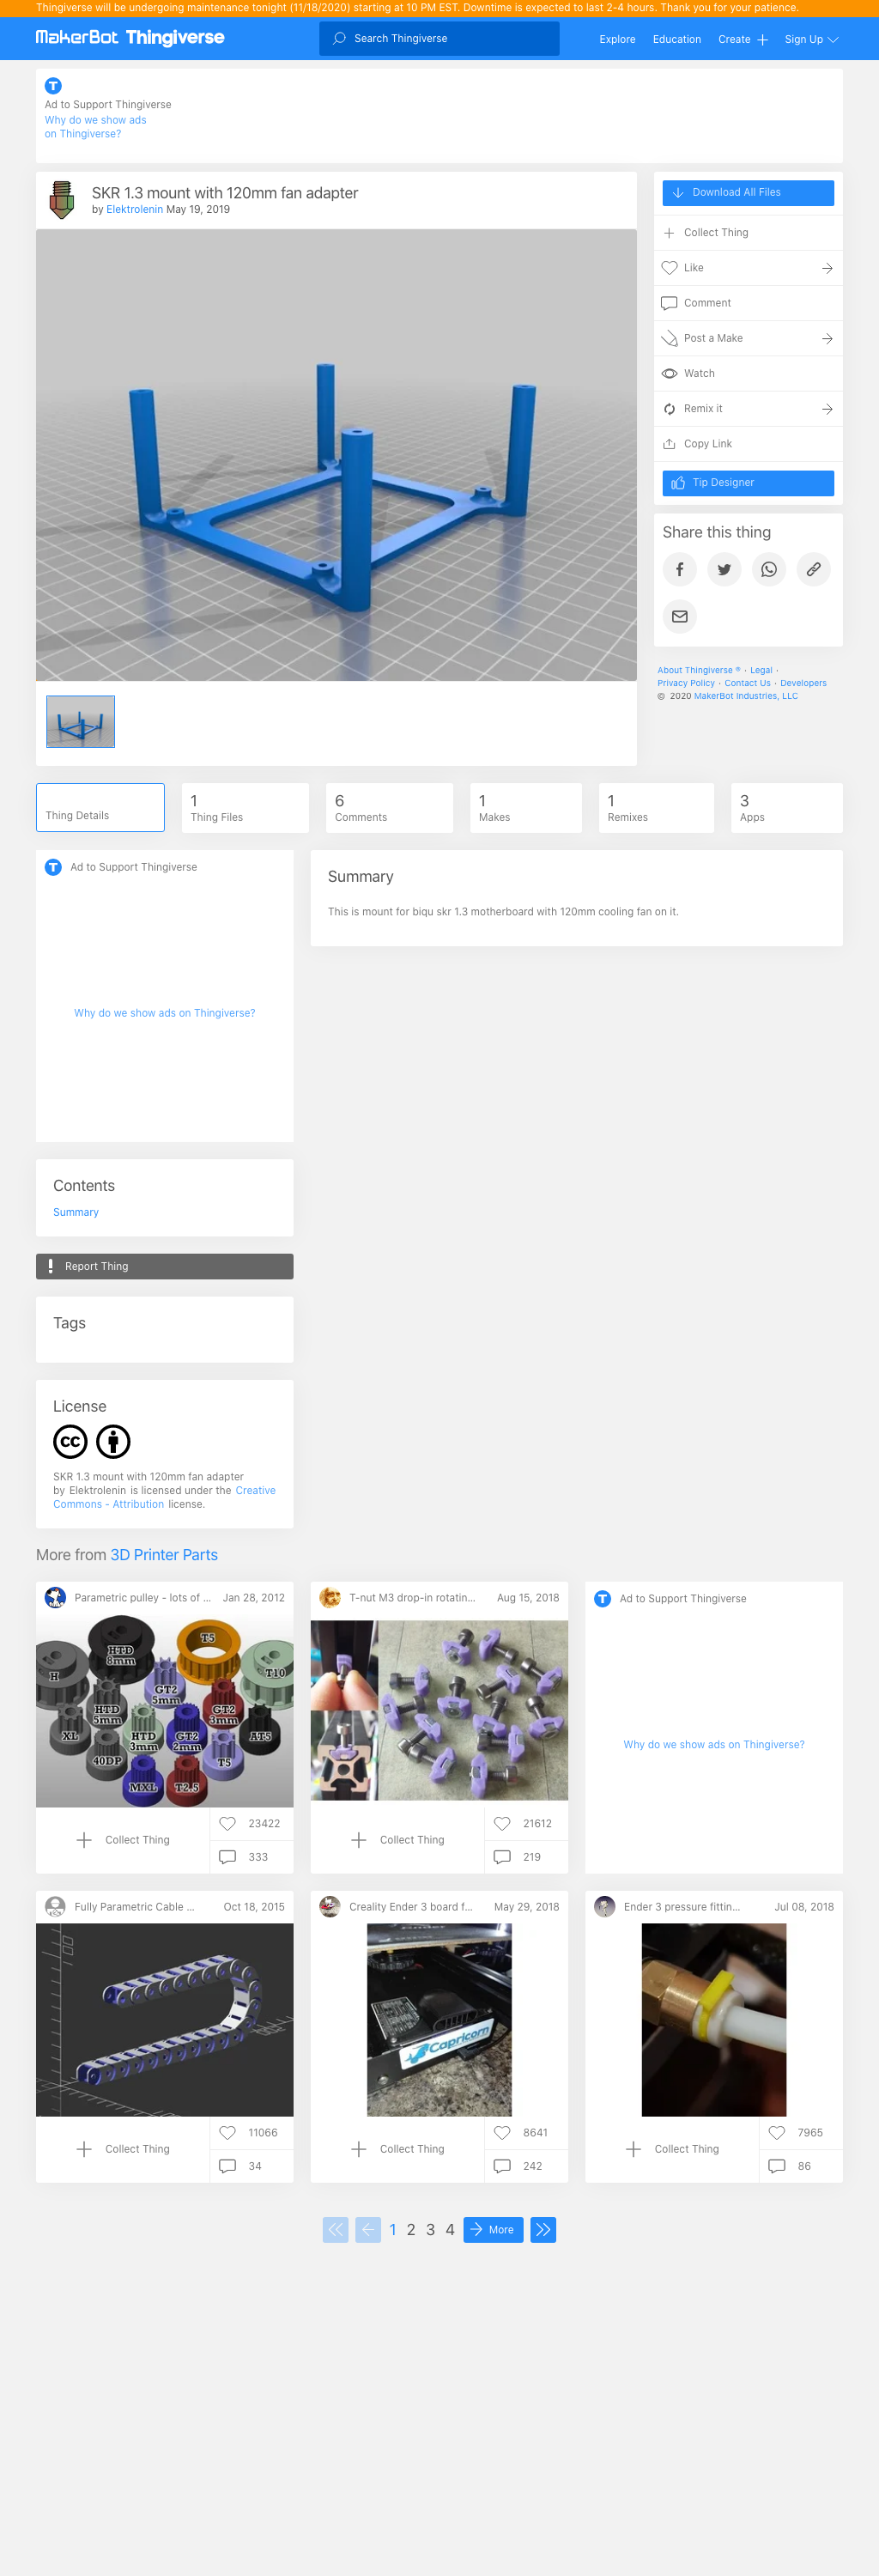 Thingiverse will be undergoing maintenance tonight (11/18/2020) starting at 10 PM EST. Downtime is expected to last 2-4 hours. Thank you for your patience.
MakerBot Thingiverse
Search Thingiverse
Explore
Education
Create
Sign Up
Ad to Support Thingiverse
Why do we show ads
on Thingiverse?
SKR 1.3 mount with 120mm fan adapter
by Elektrolenin May 19, 2019
Download All Files
Collect Thing
Like
Comment
Post a Make
Watch
Remix it
Copy Link
Tip Designer
Share this thing
About Thingiverse ® · Legal ·
Privacy Policy · Contact Us · Developers
© 2020 MakerBot Industries, LLC
Thing Details
1
Thing Files
6
Comments
1
Makes
1
Remixes
3
Apps
Ad to Support Thingiverse
Why do we show ads on Thingiverse?
Summary
This is mount for biqu skr 1.3 motherboard with 120mm cooling fan on it.
Contents
Summary
Report Thing
Tags
License
cc
SKR 1.3 mount with 120mm fan adapter
by Elektrolenin is licensed under the Creative
Commons - Attribution license.
More from 3D Printer Parts
Parametric pulley - lots of ...
Jan 28, 2012
H
HTD
8mm
T5
T10
GT2
5mm
XL
HTD
5mm
HTD
3mm
GT2
2mm
GT2
3mm
AT5
40DP
T5
MXL
T2.5
Collect Thing
23422
333
T-nut M3 drop-in rotatin...
Aug 15, 2018
Collect Thing
21612
219
Ad to Support Thingiverse
Why do we show ads on Thingiverse?
Fully Parametric Cable ...
Oct 18, 2015
Collect Thing
11066
34
Creality Ender 3 board f...
May 29, 2018
Capricorn
Collect Thing
8641
242
Ender 3 pressure fittin...
Jul 08, 2018
Collect Thing
7965
86
1
2
3
4
More